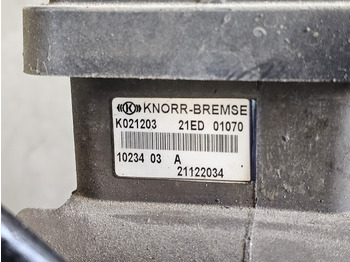 K KNORR-BREMSE
K021203 21ED 01070
10234 03 A
21122034